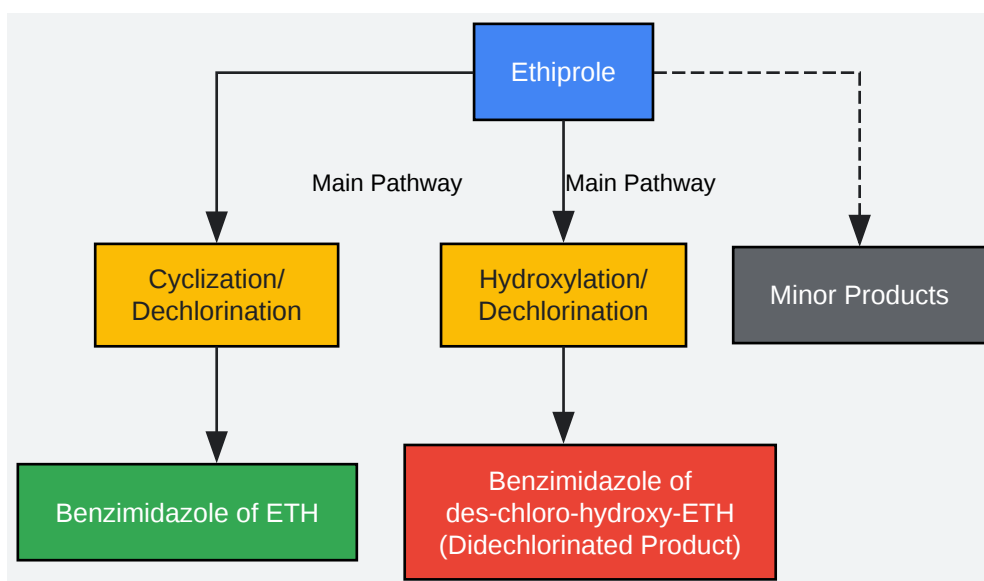 Ethiprole
Main Pathway
Main Pathway
Cyclization/
Dechlorination
Hydroxylation/
Dechlorination
Minor Products
Benzimidazole of ETH
Benzimidazole of
des-chloro-hydroxy-ETH
(Didechlorinated Product)